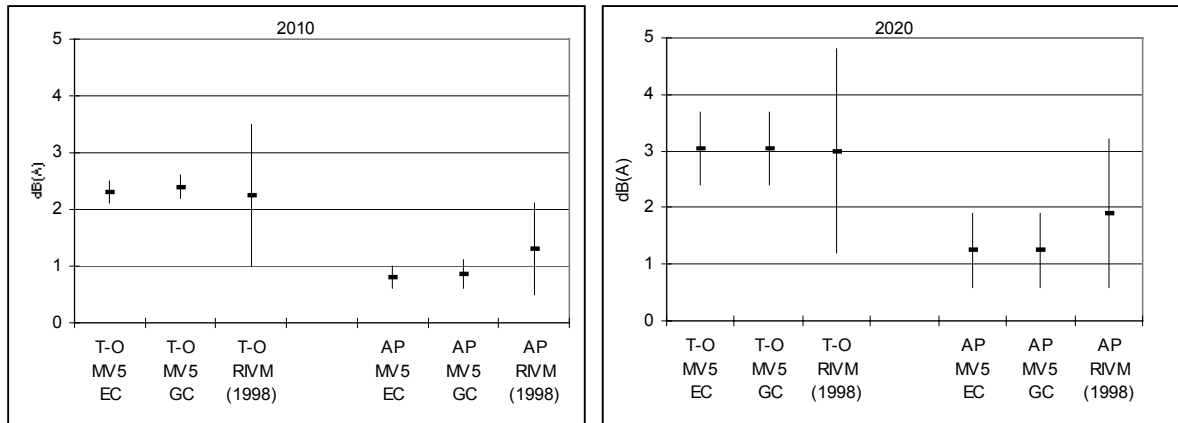 2010
5
4
3
2
1
0
dB(A)
T-O T-O T-O AP AP AP
MV5 MV5 RIVM MV5 MV5 RIVM
EC GC (1998) EC GC (1998)
2020
5
4
3
2
1
0
dB(A)
T-O T-O T-O AP AP AP
MV5 MV5 RIVM MV5 MV5 RIVM
EC GC (1998) EC GC (1998)